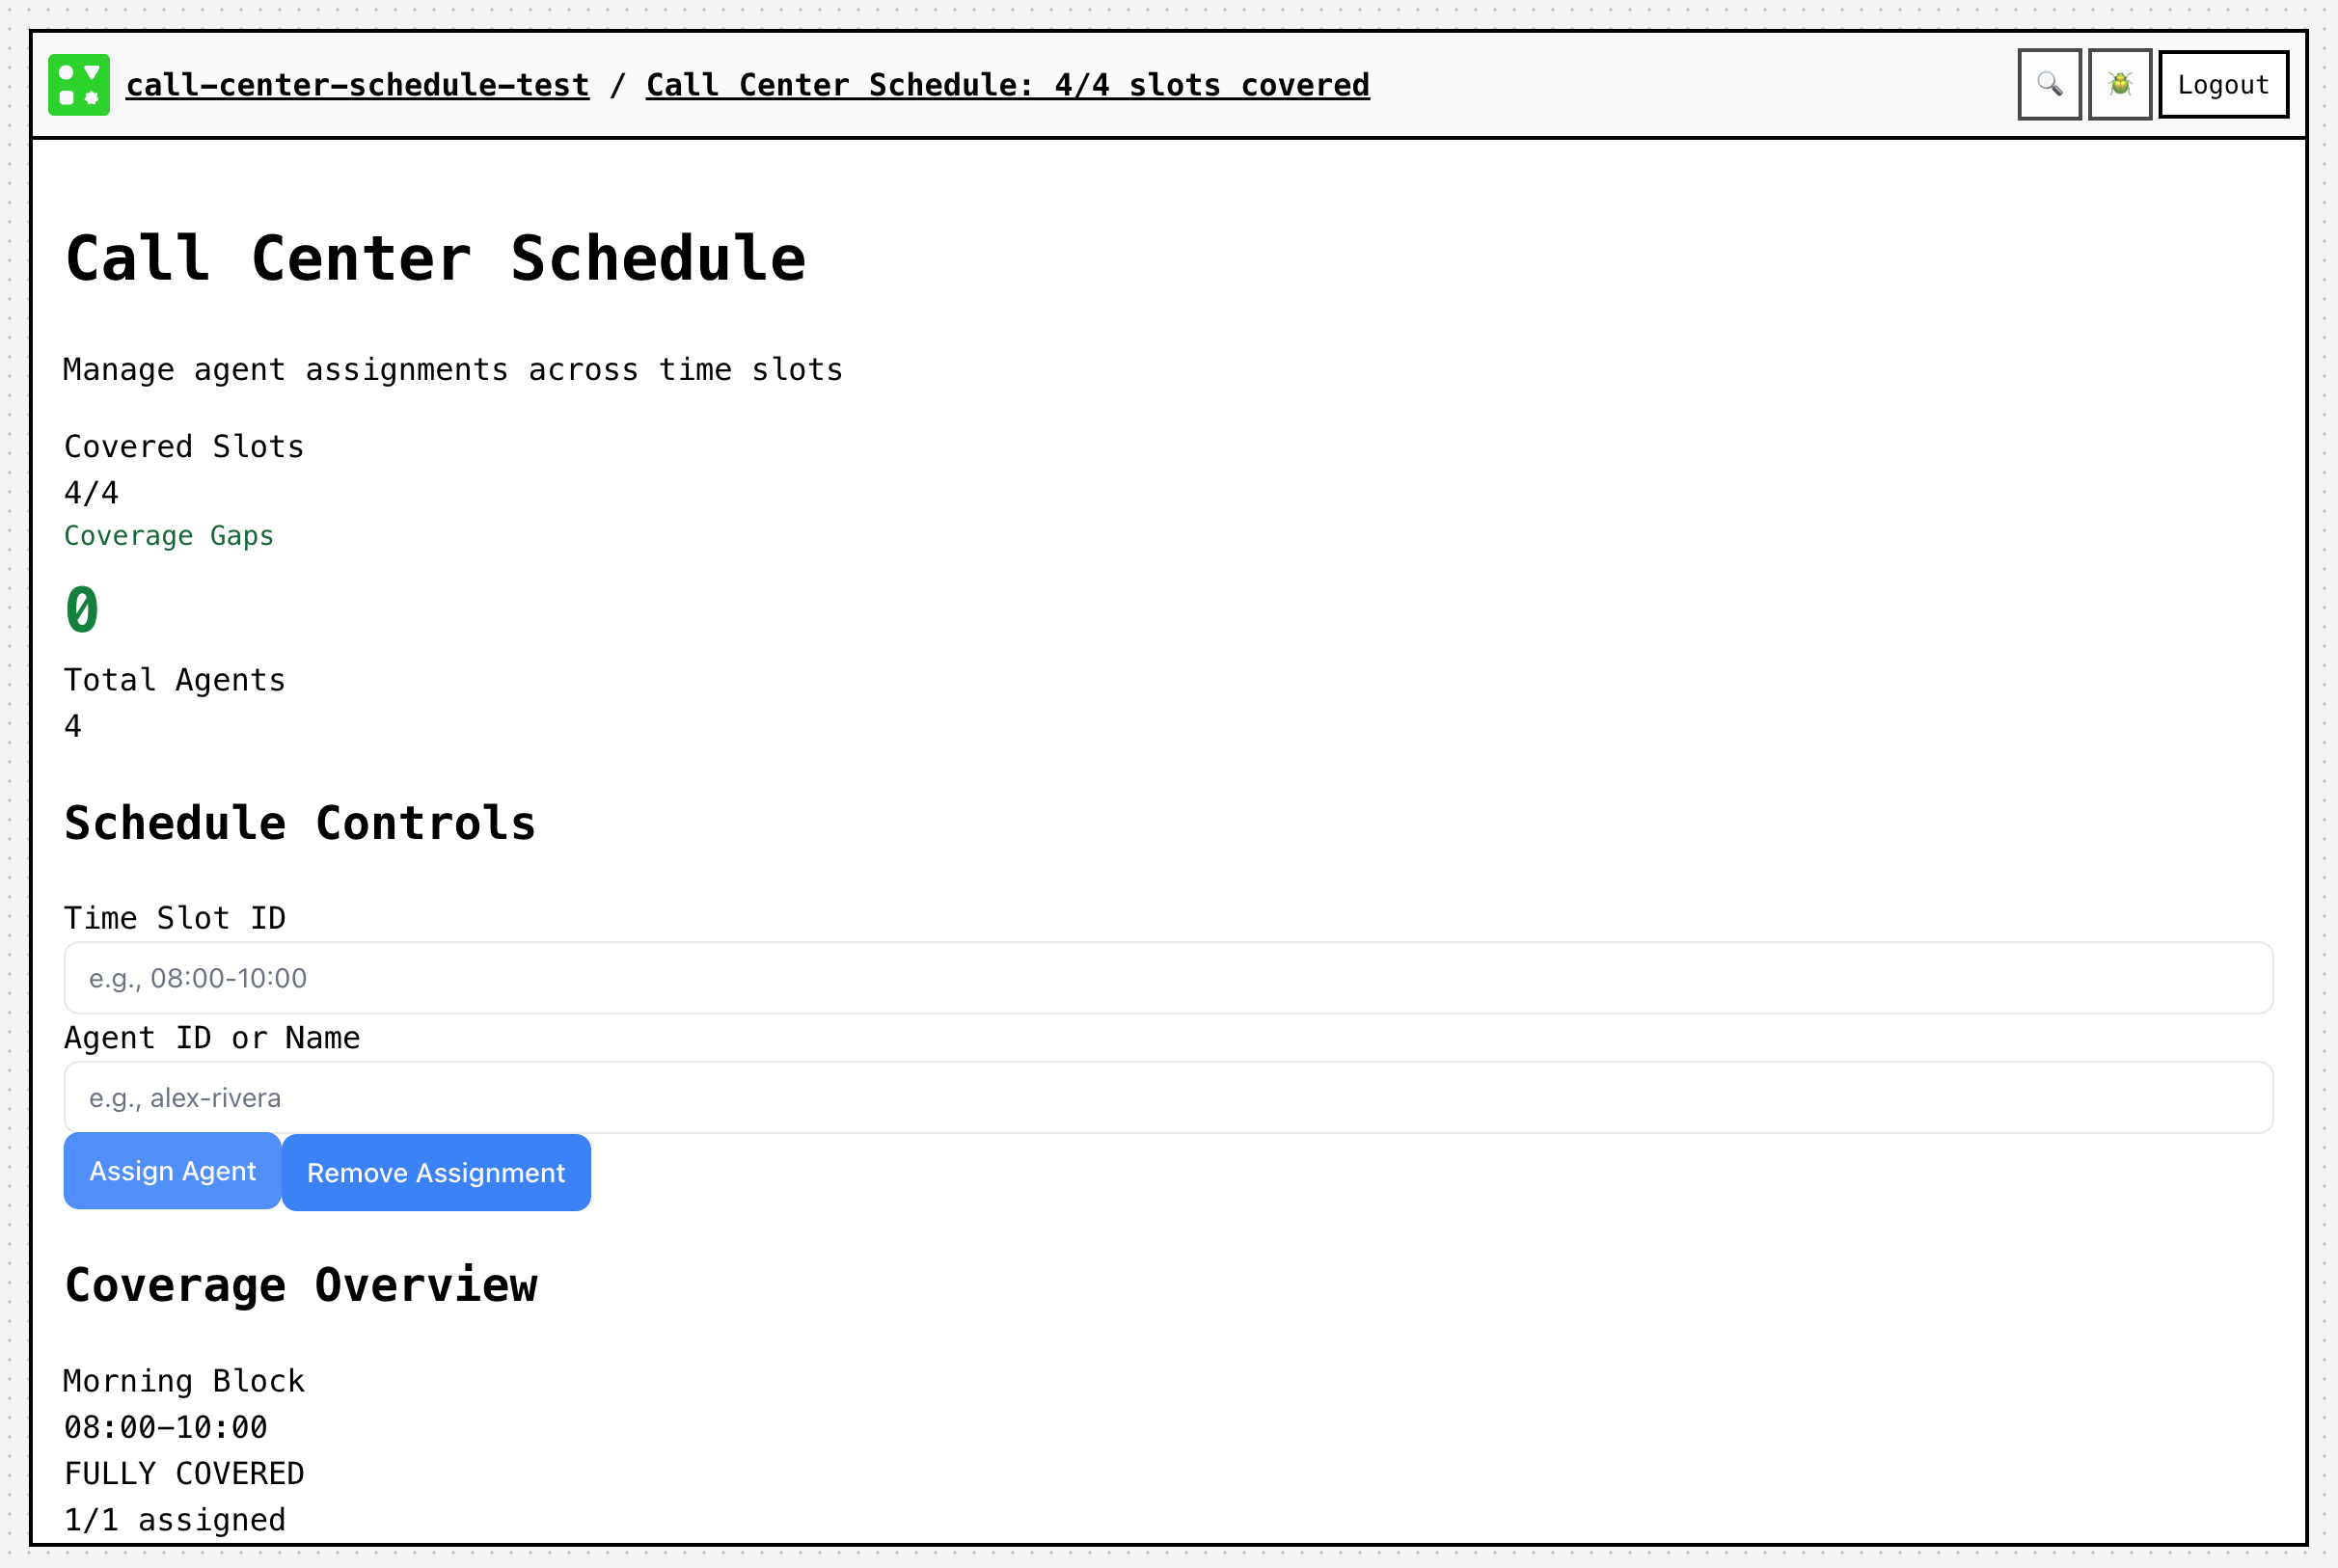 call-center-schedule-test / Call Center Schedule: 4/4 slots covered
Logout
Call Center Schedule
Manage agent assignments across time slots
Covered Slots
4/4
Coverage Gaps
0
Total Agents
4
Schedule Controls
Time Slot ID
e.g., 08:00-10:00
Agent ID or Name
e.g., alex-rivera
Assign Agent
Remove Assignment
Coverage Overview
Morning Block
08:00-10:00
FULLY COVERED
1/1 assigned